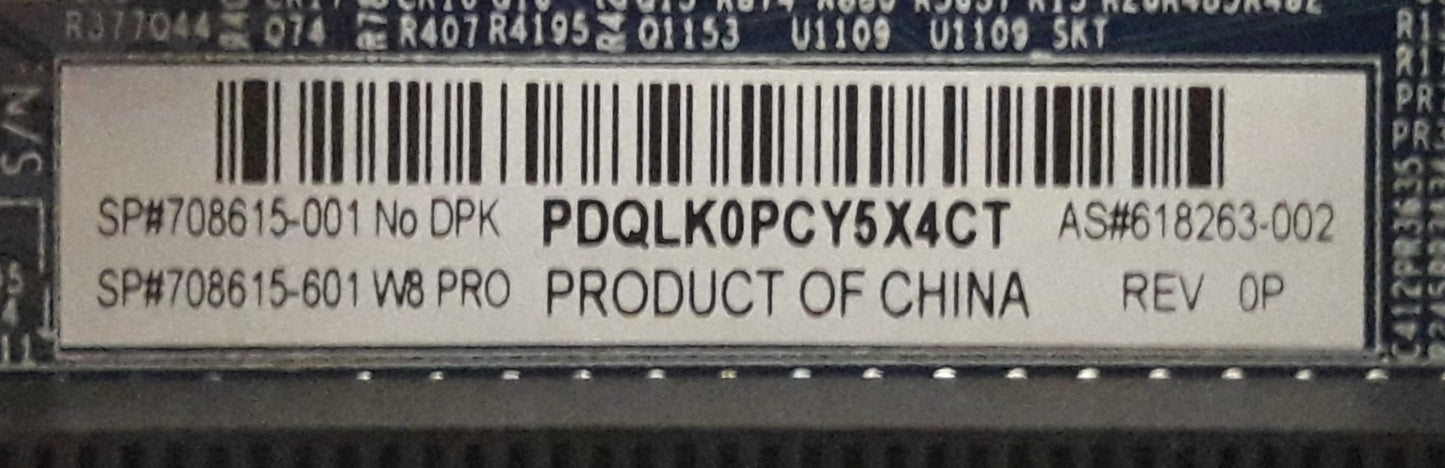 R377Q44 Q74 R407 R4195 Q1153 U1109 U1109 SKT
S/N
SP#708615-001 No DPK PDQLK0PCY5X4CT AS#618263-002
SP#708615-601 W8 PRO PRODUCT OF CHINA REV 0P